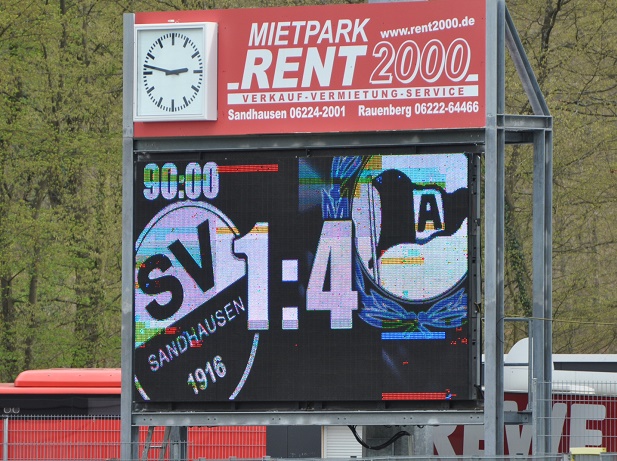 MIETPARK
www.rent2000.de
RENT 2000
VERKAUF-VERMIETUNG-SERVICE
Sandhausen 06224-2001 Rauenberg 06222-64466
90:00
1:4
A
SV
SANDHAUSEN
1916
REWE